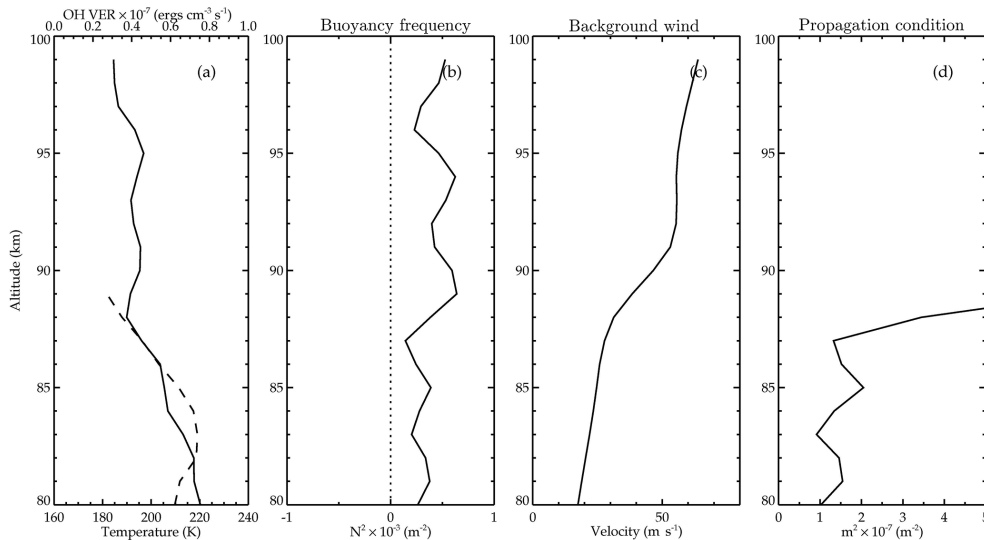 OH VER × 10⁻⁷ (ergs cm⁻³ s⁻¹)
0.0 0.2 0.4 0.6 0.8 1.0
Buoyancy frequency
Background wind
Propagation condition
(a)
(b)
(c)
(d)
Altitude (km)
100
95
90
85
80
100
95
90
85
80
100
95
90
85
80
100
95
90
85
80
160 180 200 220 240
Temperature (K)
-1 0 1
N² × 10⁻³ (m⁻²)
0 50
Velocity (m s⁻¹)
0 1 2 3 4 5
m² × 10⁻⁷ (m⁻²)